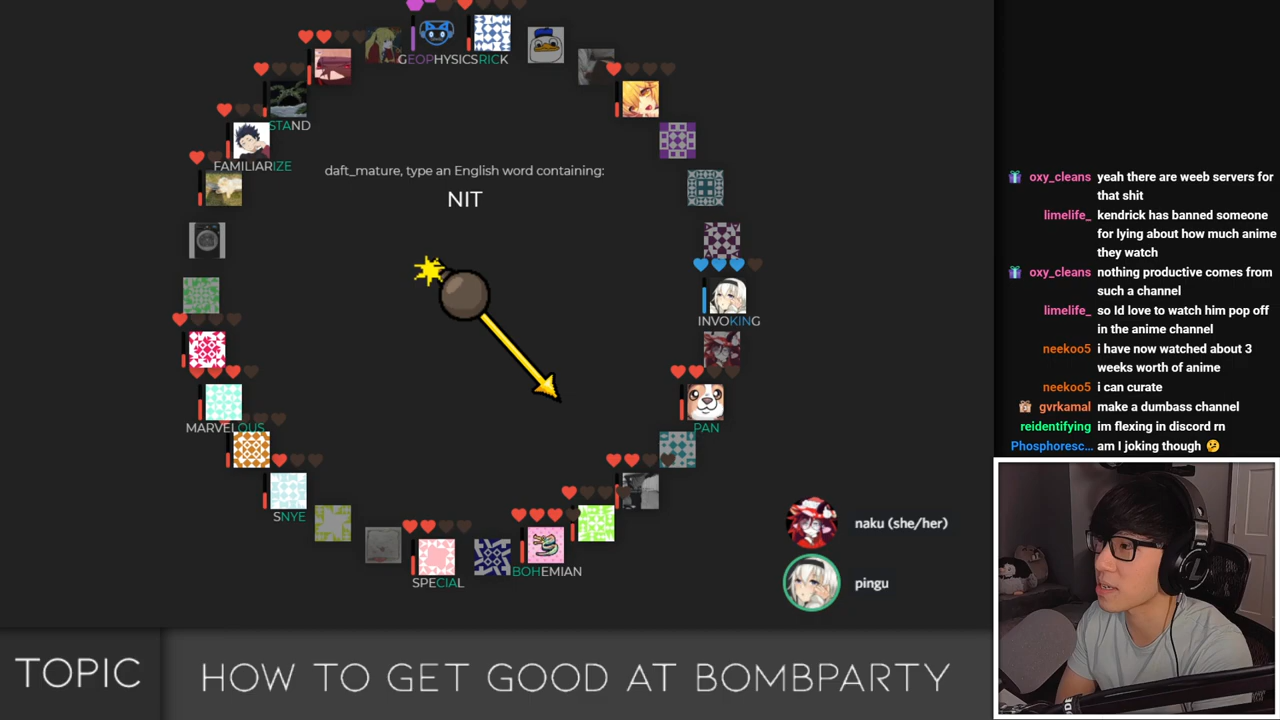 GEOPHYSICS RICK
STAND
FAMILIARIZE
daft_mature, type an English word containing:
NIT
INVOKING
MARVELOUS
PAN
SNYE
SPECIAL
BOHEMIAN
naku (she/her)
pingu
TOPIC
HOW TO GET GOOD AT BOMBPARTY
oxy_cleans yeah there are weeb servers for
that shit
limelife_ kendrick has banned someone
for lying about how much anime
they watch
oxy_cleans nothing productive comes from
such a channel
limelife_ so Id love to watch him pop off
in the anime channel
neekoo5 i have now watched about 3
weeks worth of anime
neekoo5 i can curate
gvrkamal make a dumbass channel
reidentifying im flexing in discord rn
Phosphoresc... am I joking though 🤔